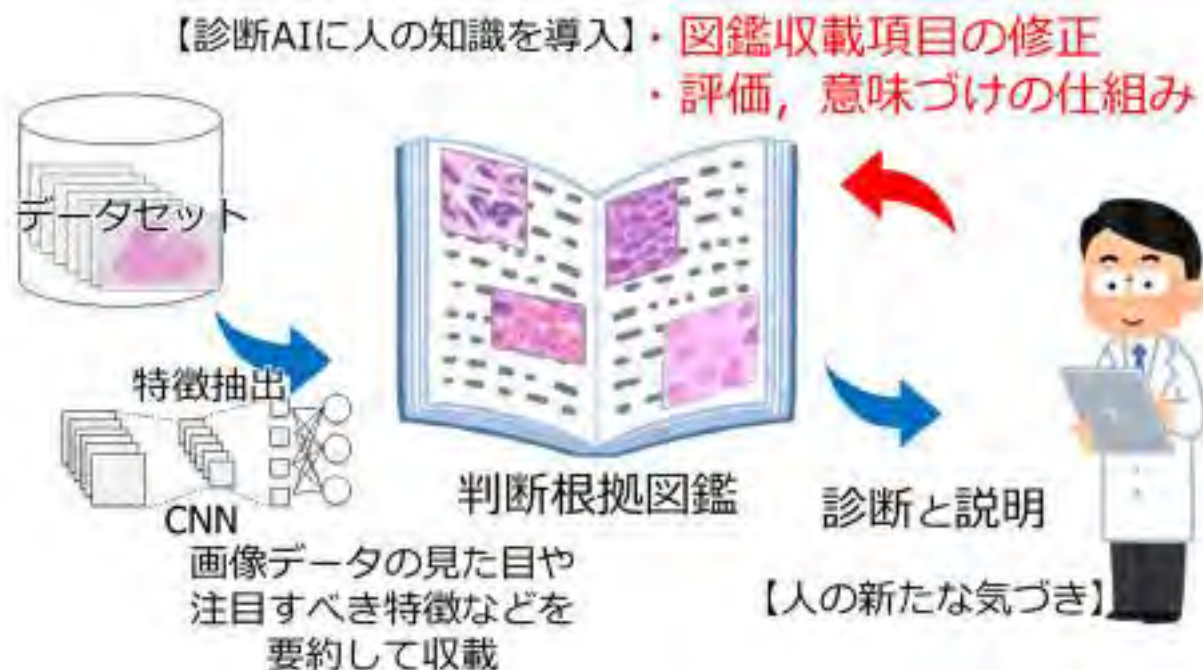 【診断AIに人の知識を導入】
・図鑑収載項目の修正
・評価，意味づけの仕組み
データセット
特徴抽出
CNN
画像データの見た目や
注目すべき特徴などを
要約して収載
判断根拠図鑑
診断と説明
【人の新たな気づき】